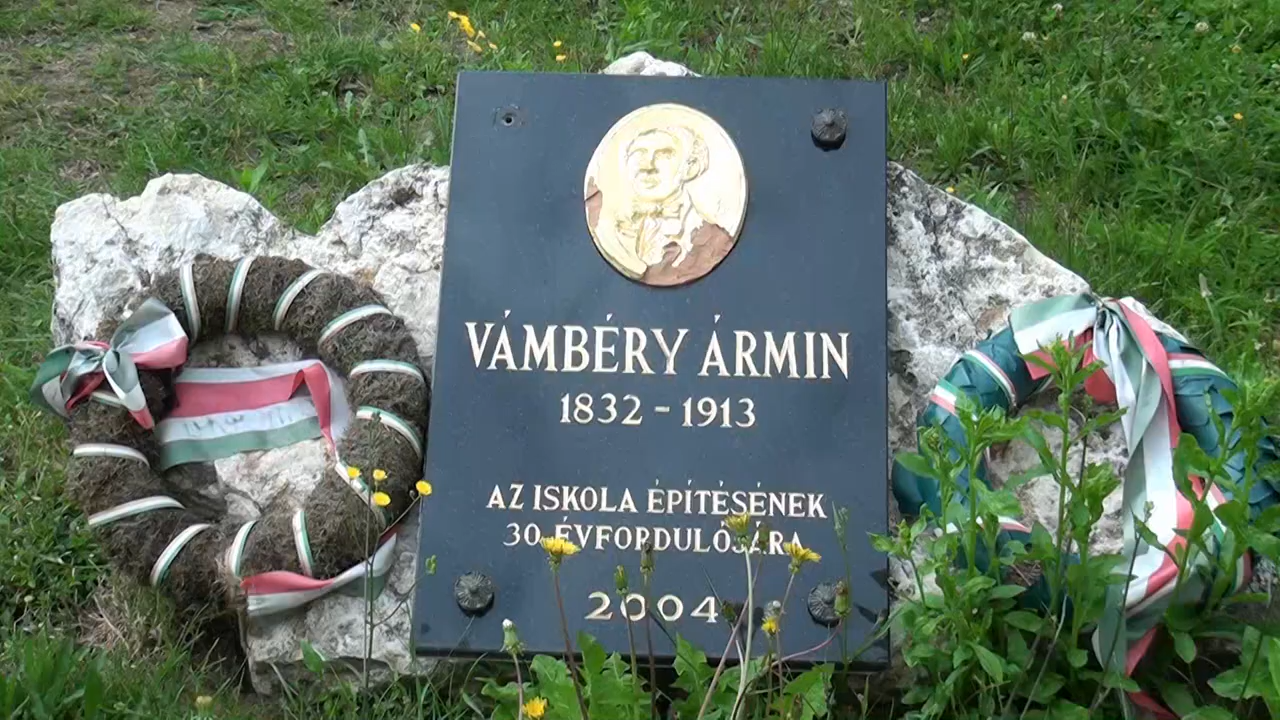 VÁMBÉRY ÁRMIN
1832 - 1913
AZ ISKOLA ÉPÍTÉSÉNEK
30 ÉVFORDULÓJÁRA
2004